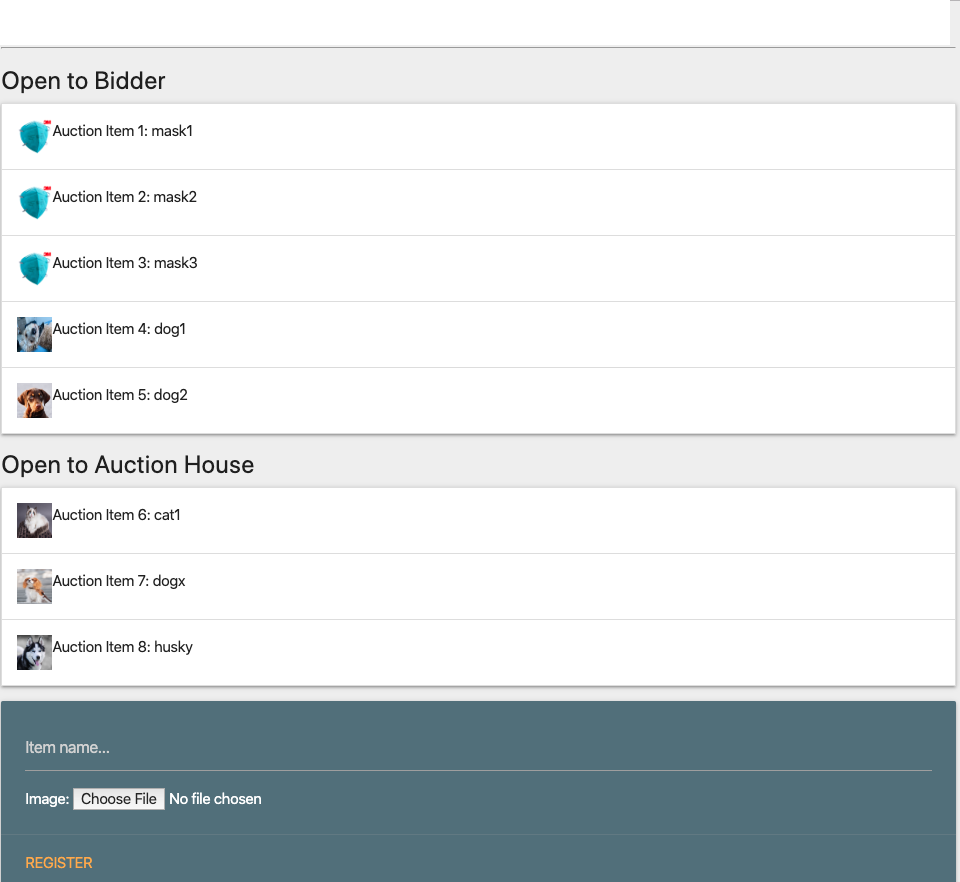 Open to Bidder
Auction Item 1: mask1
Auction Item 2: mask2
Auction Item 3: mask3
Auction Item 4: dog1
Auction Item 5: dog2
Open to Auction House
Auction Item 6: cat1
Auction Item 7: dogx
Auction Item 8: husky
Item name...
Image: Choose File No file chosen
REGISTER